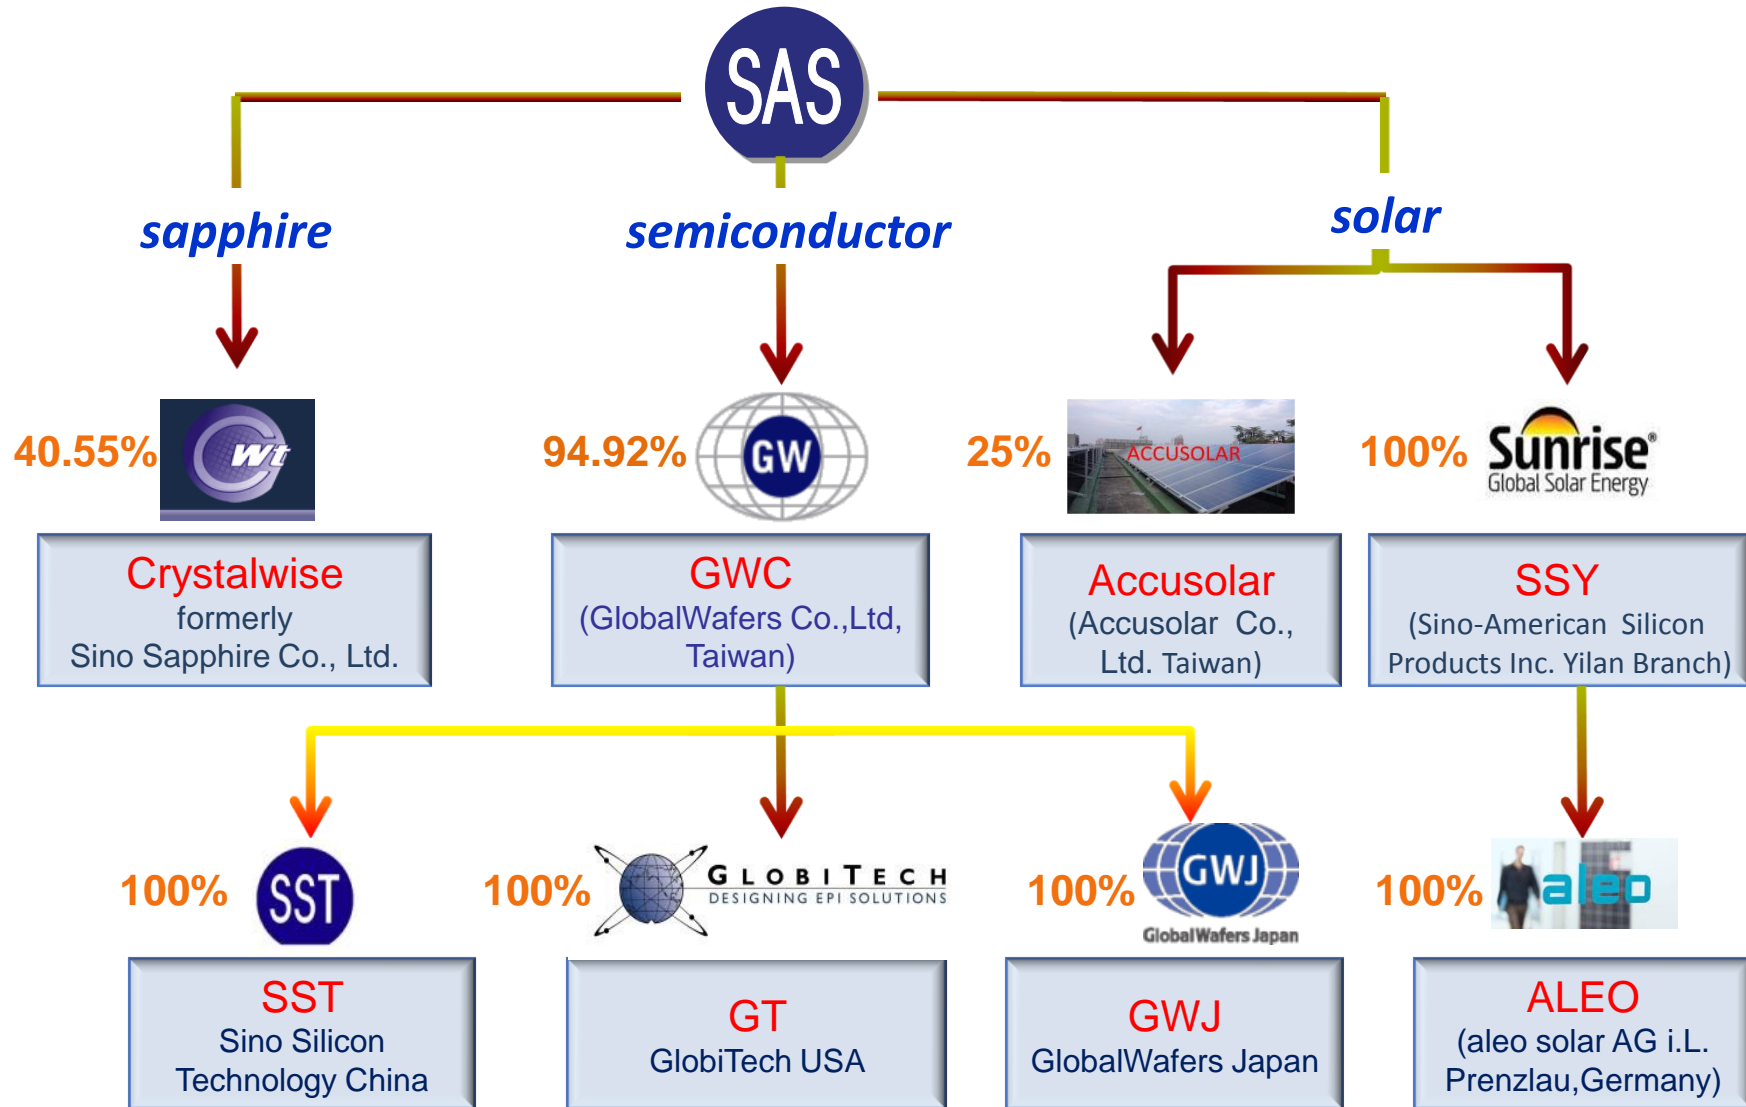 SAS
sapphire
semiconductor
solar
40.55%
Wt
94.92%
GW
25%
ACCUSOLAR
100%
Sunrise®
Global Solar Energy
Crystalwise
formerly
Sino Sapphire Co., Ltd.
GWC
(GlobalWafers Co.,Ltd,
Taiwan)
Accusolar
(Accusolar Co.,
Ltd. Taiwan)
SSY
(Sino-American Silicon
Products Inc. Yilan Branch)
100%
SST
100%
GLOBITECH
DESIGNING EPI SOLUTIONS
100%
GWJ
GlobalWafers Japan
100%
aleo
SST
Sino Silicon
Technology China
GT
GlobiTech USA
GWJ
GlobalWafers Japan
ALEO
(aleo solar AG i.L.
Prenzlau,Germany)